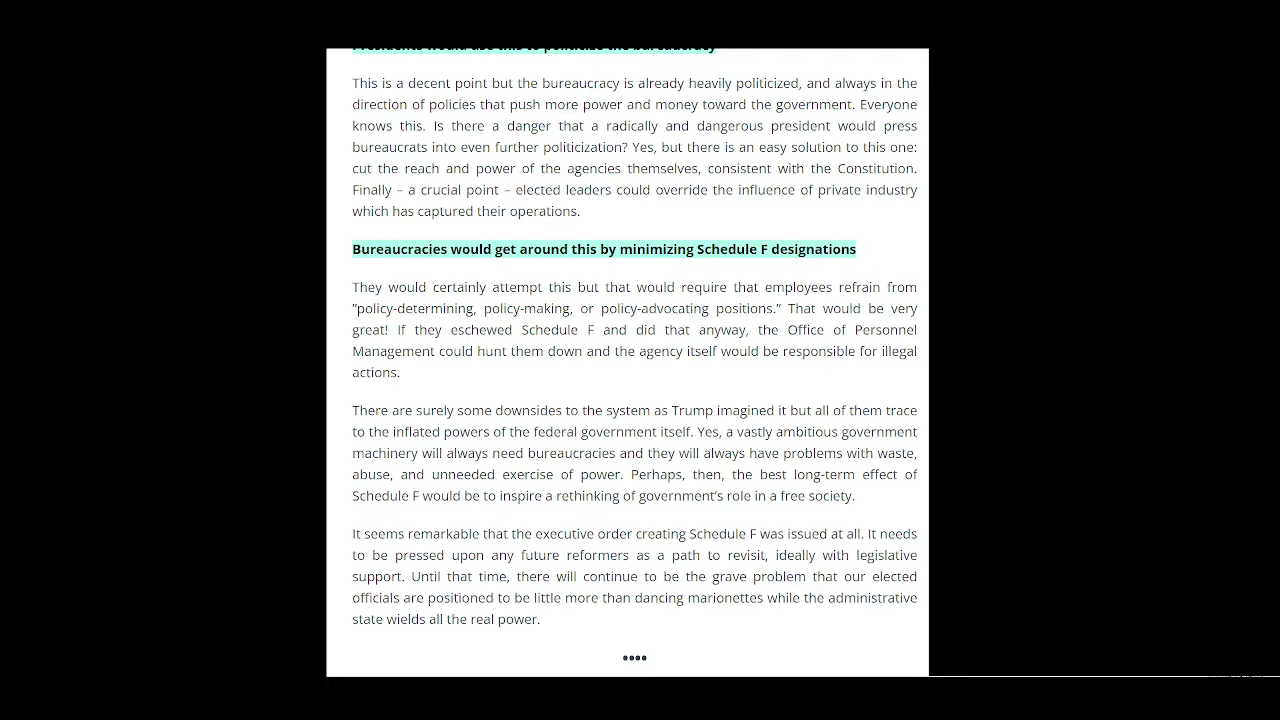 Presidents would use this to politicize the bureaucracy
This is a decent point but the bureaucracy is already heavily politicized, and always in the
direction of policies that push more power and money toward the government. Everyone
knows this. Is there a danger that a radically and dangerous president would press
bureaucrats into even further politicization? Yes, but there is an easy solution to this one:
cut the reach and power of the agencies themselves, consistent with the Constitution.
Finally – a crucial point – elected leaders could override the influence of private industry
which has captured their operations.
Bureaucracies would get around this by minimizing Schedule F designations
They would certainly attempt this but that would require that employees refrain from
“policy-determining, policy-making, or policy-advocating positions.” That would be very
great! If they eschewed Schedule F and did that anyway, the Office of Personnel
Management could hunt them down and the agency itself would be responsible for illegal
actions.
There are surely some downsides to the system as Trump imagined it but all of them trace
to the inflated powers of the federal government itself. Yes, a vastly ambitious government
machinery will always need bureaucracies and they will always have problems with waste,
abuse, and unneeded exercise of power. Perhaps, then, the best long-term effect of
Schedule F would be to inspire a rethinking of government’s role in a free society.
It seems remarkable that the executive order creating Schedule F was issued at all. It needs
to be pressed upon any future reformers as a path to revisit, ideally with legislative
support. Until that time, there will continue to be the grave problem that our elected
officials are positioned to be little more than dancing marionettes while the administrative
state wields all the real power.